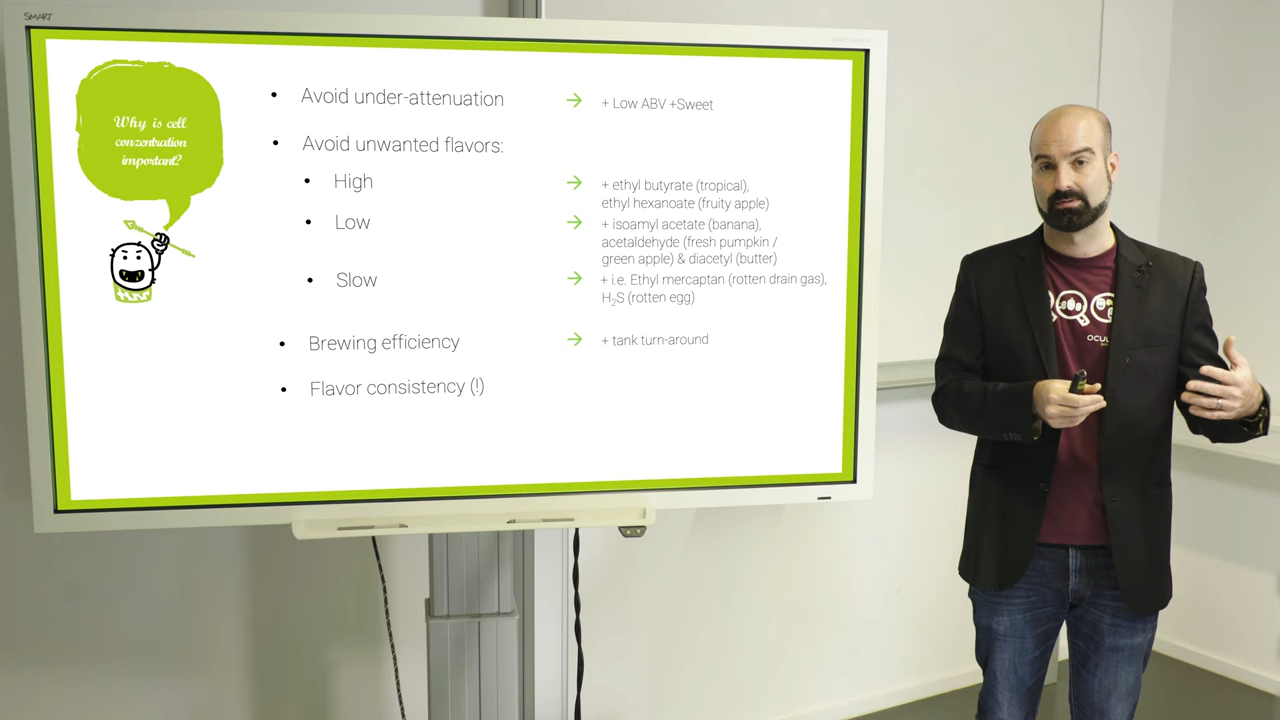 SMART
Why is cell
conzentration
important?
• Avoid under-attenuation → + Low ABV +Sweet
• Avoid unwanted flavors:
• High → + ethyl butyrate (tropical),
ethyl hexanoate (fruity apple)
• Low → + isoamyl acetate (banana),
acetaldehyde (fresh pumpkin /
green apple) & diacetyl (butter)
• Slow → + i.e. Ethyl mercaptan (rotten drain gas),
H₂S (rotten egg)
• Brewing efficiency → + tank turn-around
• Flavor consistency (!)